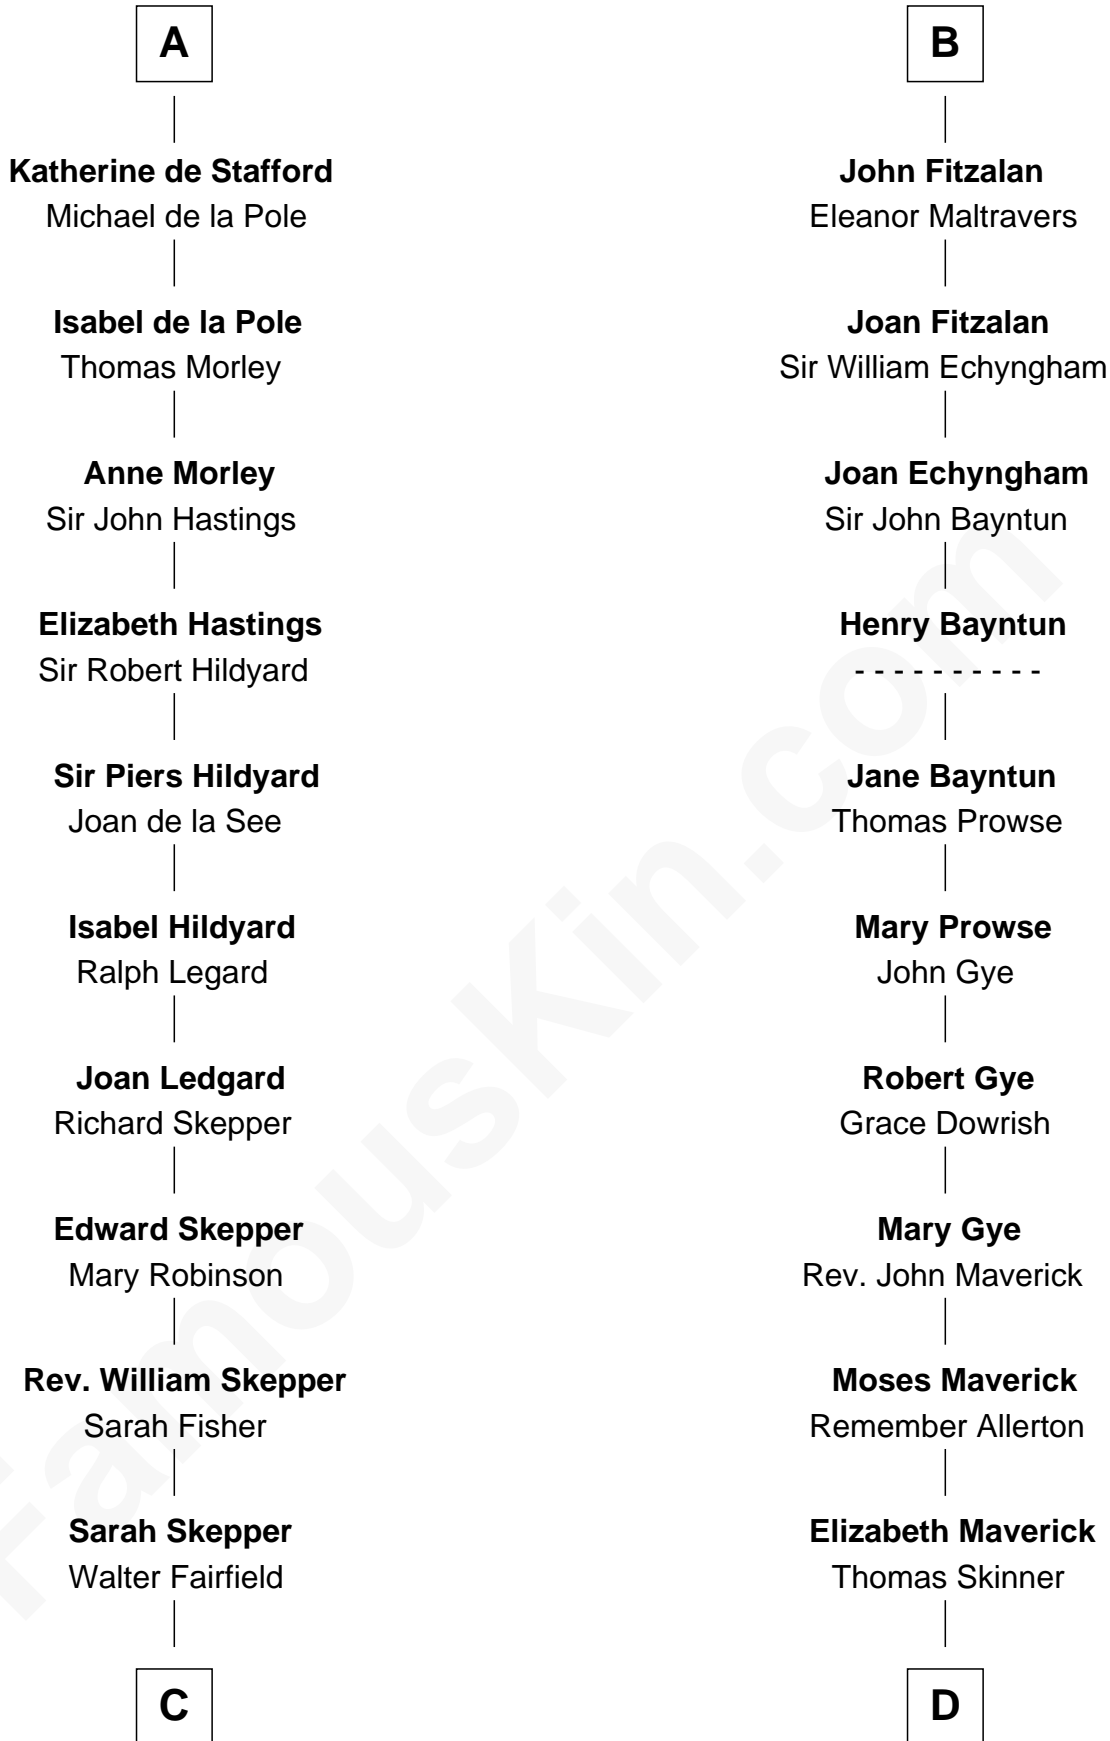 A
Katherine de Stafford
Michael de la Pole
Isabel de la Pole
Thomas Morley
Anne Morley
Sir John Hastings
Elizabeth Hastings
Sir Robert Hildyard
Sir Piers Hildyard
Joan de la See
Isabel Hildyard
Ralph Legard
Joan Ledgard
Richard Skepper
Edward Skepper
Mary Robinson
Rev. William Skepper
Sarah Fisher
Sarah Skepper
Walter Fairfield
C
B
John Fitzalan
Eleanor Maltravers
Joan Fitzalan
Sir William Echyngham
Joan Echyngham
Sir John Bayntun
Henry Bayntun
- - - - - - - - - -
Jane Bayntun
Thomas Prowse
Mary Prowse
John Gye
Robert Gye
Grace Dowrish
Mary Gye
Rev. John Maverick
Moses Maverick
Remember Allerton
Elizabeth Maverick
Thomas Skinner
D
FamousKin.com